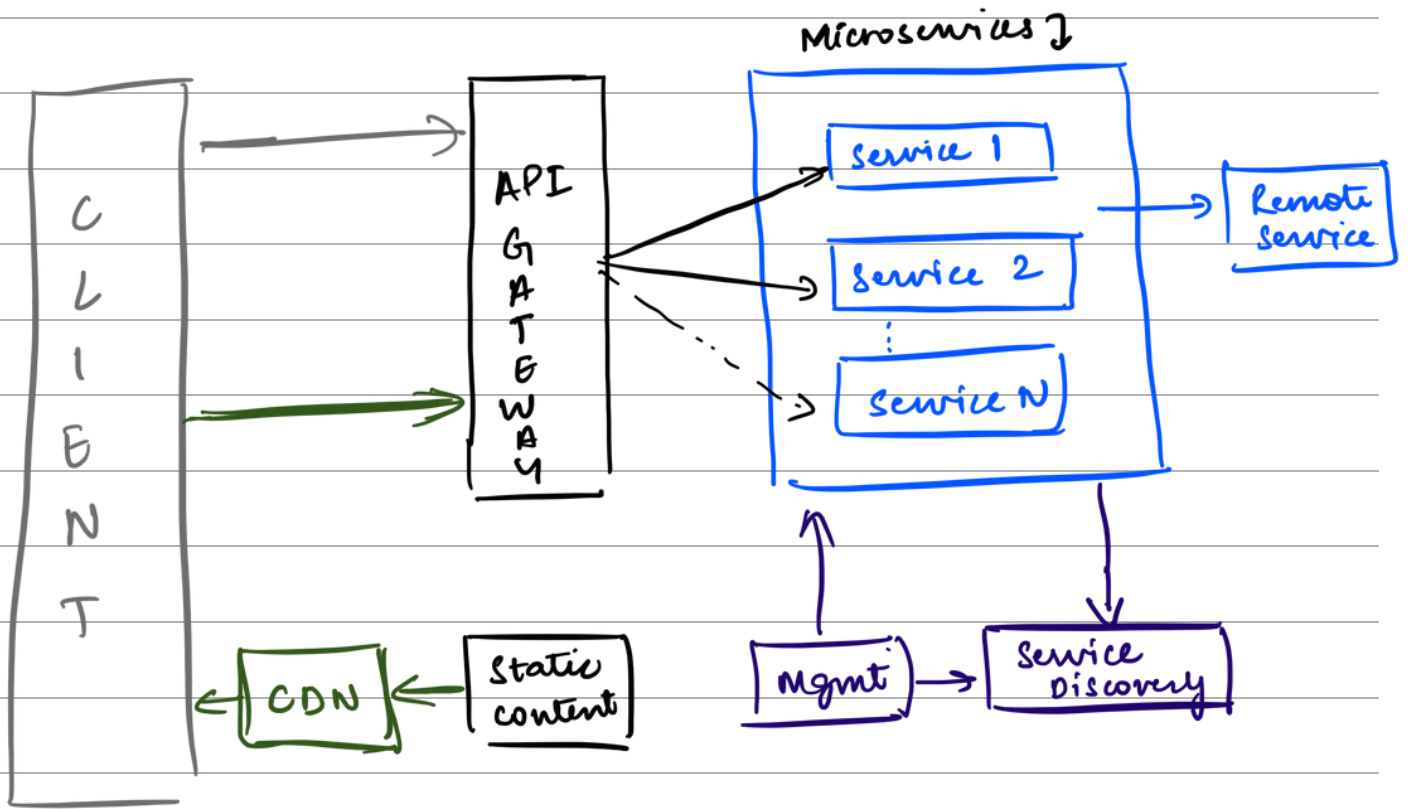 Microservices
CLIENT
API
GATEWAY
Service 1
Service 2
Service N
Remote
Service
CDN
Static
content
Mgmt
Service
Discovery